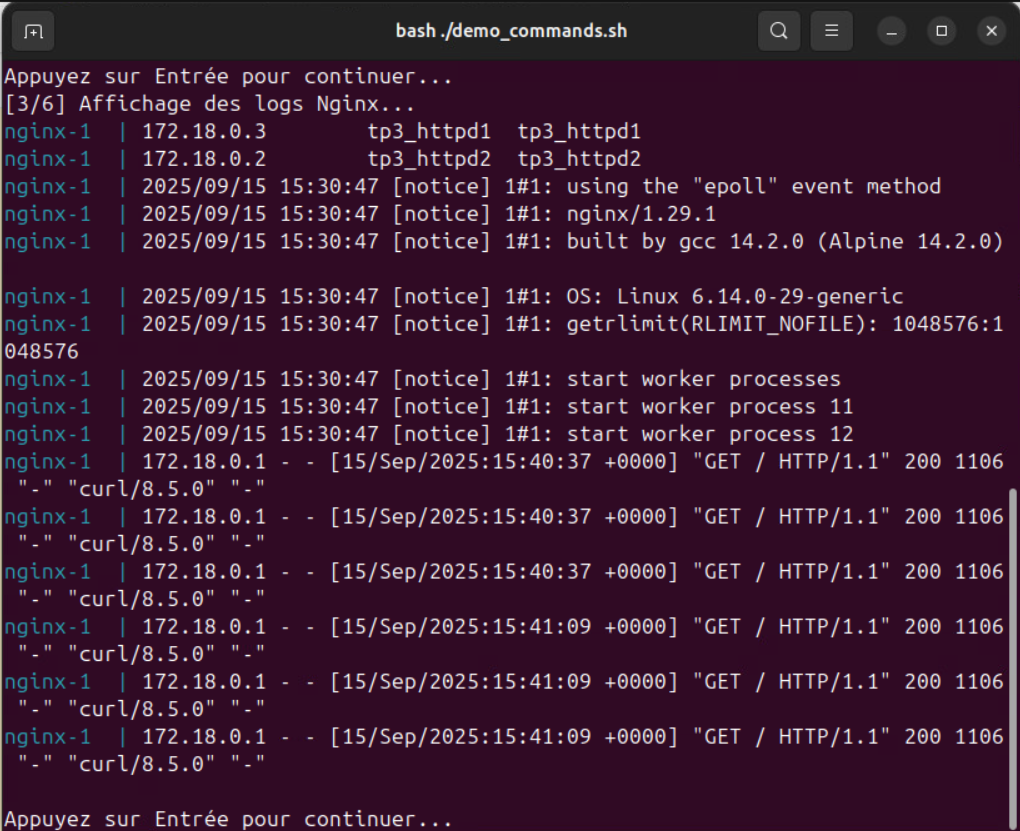 bash ./demo_commands.sh
Appuyez sur Entrée pour continuer...
[3/6] Affichage des logs Nginx...
nginx-1  | 172.18.0.3        tp3_httpd1  tp3_httpd1
nginx-1  | 172.18.0.2        tp3_httpd2  tp3_httpd2
nginx-1  | 2025/09/15 15:30:47 [notice] 1#1: using the "epoll" event method
nginx-1  | 2025/09/15 15:30:47 [notice] 1#1: nginx/1.29.1
nginx-1  | 2025/09/15 15:30:47 [notice] 1#1: built by gcc 14.2.0 (Alpine 14.2.0)
nginx-1  | 2025/09/15 15:30:47 [notice] 1#1: OS: Linux 6.14.0-29-generic
nginx-1  | 2025/09/15 15:30:47 [notice] 1#1: getrlimit(RLIMIT_NOFILE): 1048576:1
048576
nginx-1  | 2025/09/15 15:30:47 [notice] 1#1: start worker processes
nginx-1  | 2025/09/15 15:30:47 [notice] 1#1: start worker process 11
nginx-1  | 2025/09/15 15:30:47 [notice] 1#1: start worker process 12
nginx-1  | 172.18.0.1 - - [15/Sep/2025:15:40:37 +0000] "GET / HTTP/1.1" 200 1106
 "-" "curl/8.5.0" "-"
nginx-1  | 172.18.0.1 - - [15/Sep/2025:15:40:37 +0000] "GET / HTTP/1.1" 200 1106
 "-" "curl/8.5.0" "-"
nginx-1  | 172.18.0.1 - - [15/Sep/2025:15:40:37 +0000] "GET / HTTP/1.1" 200 1106
 "-" "curl/8.5.0" "-"
nginx-1  | 172.18.0.1 - - [15/Sep/2025:15:41:09 +0000] "GET / HTTP/1.1" 200 1106
 "-" "curl/8.5.0" "-"
nginx-1  | 172.18.0.1 - - [15/Sep/2025:15:41:09 +0000] "GET / HTTP/1.1" 200 1106
 "-" "curl/8.5.0" "-"
nginx-1  | 172.18.0.1 - - [15/Sep/2025:15:41:09 +0000] "GET / HTTP/1.1" 200 1106
 "-" "curl/8.5.0" "-"
Appuyez sur Entrée pour continuer...